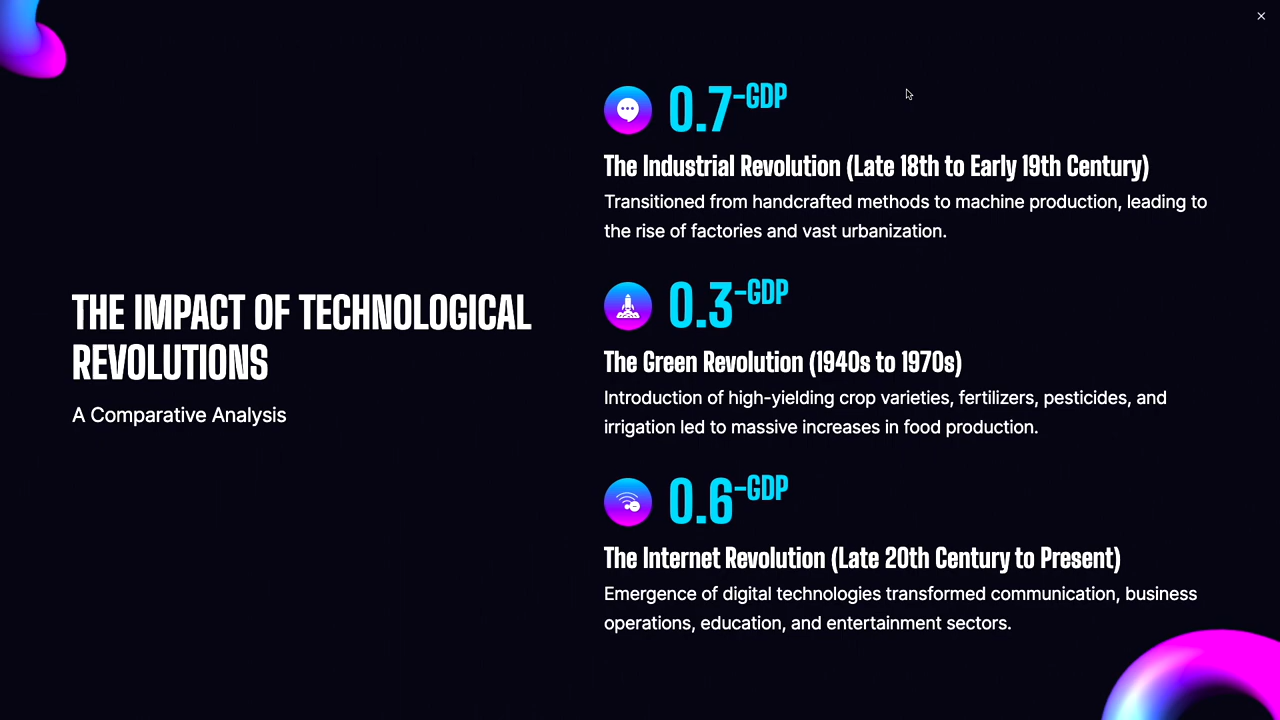 THE IMPACT OF TECHNOLOGICAL
REVOLUTIONS
A Comparative Analysis
0.7-GDP
The Industrial Revolution (Late 18th to Early 19th Century)
Transitioned from handcrafted methods to machine production, leading to
the rise of factories and vast urbanization.
0.3-GDP
The Green Revolution (1940s to 1970s)
Introduction of high-yielding crop varieties, fertilizers, pesticides, and
irrigation led to massive increases in food production.
0.6-GDP
The Internet Revolution (Late 20th Century to Present)
Emergence of digital technologies transformed communication, business
operations, education, and entertainment sectors.